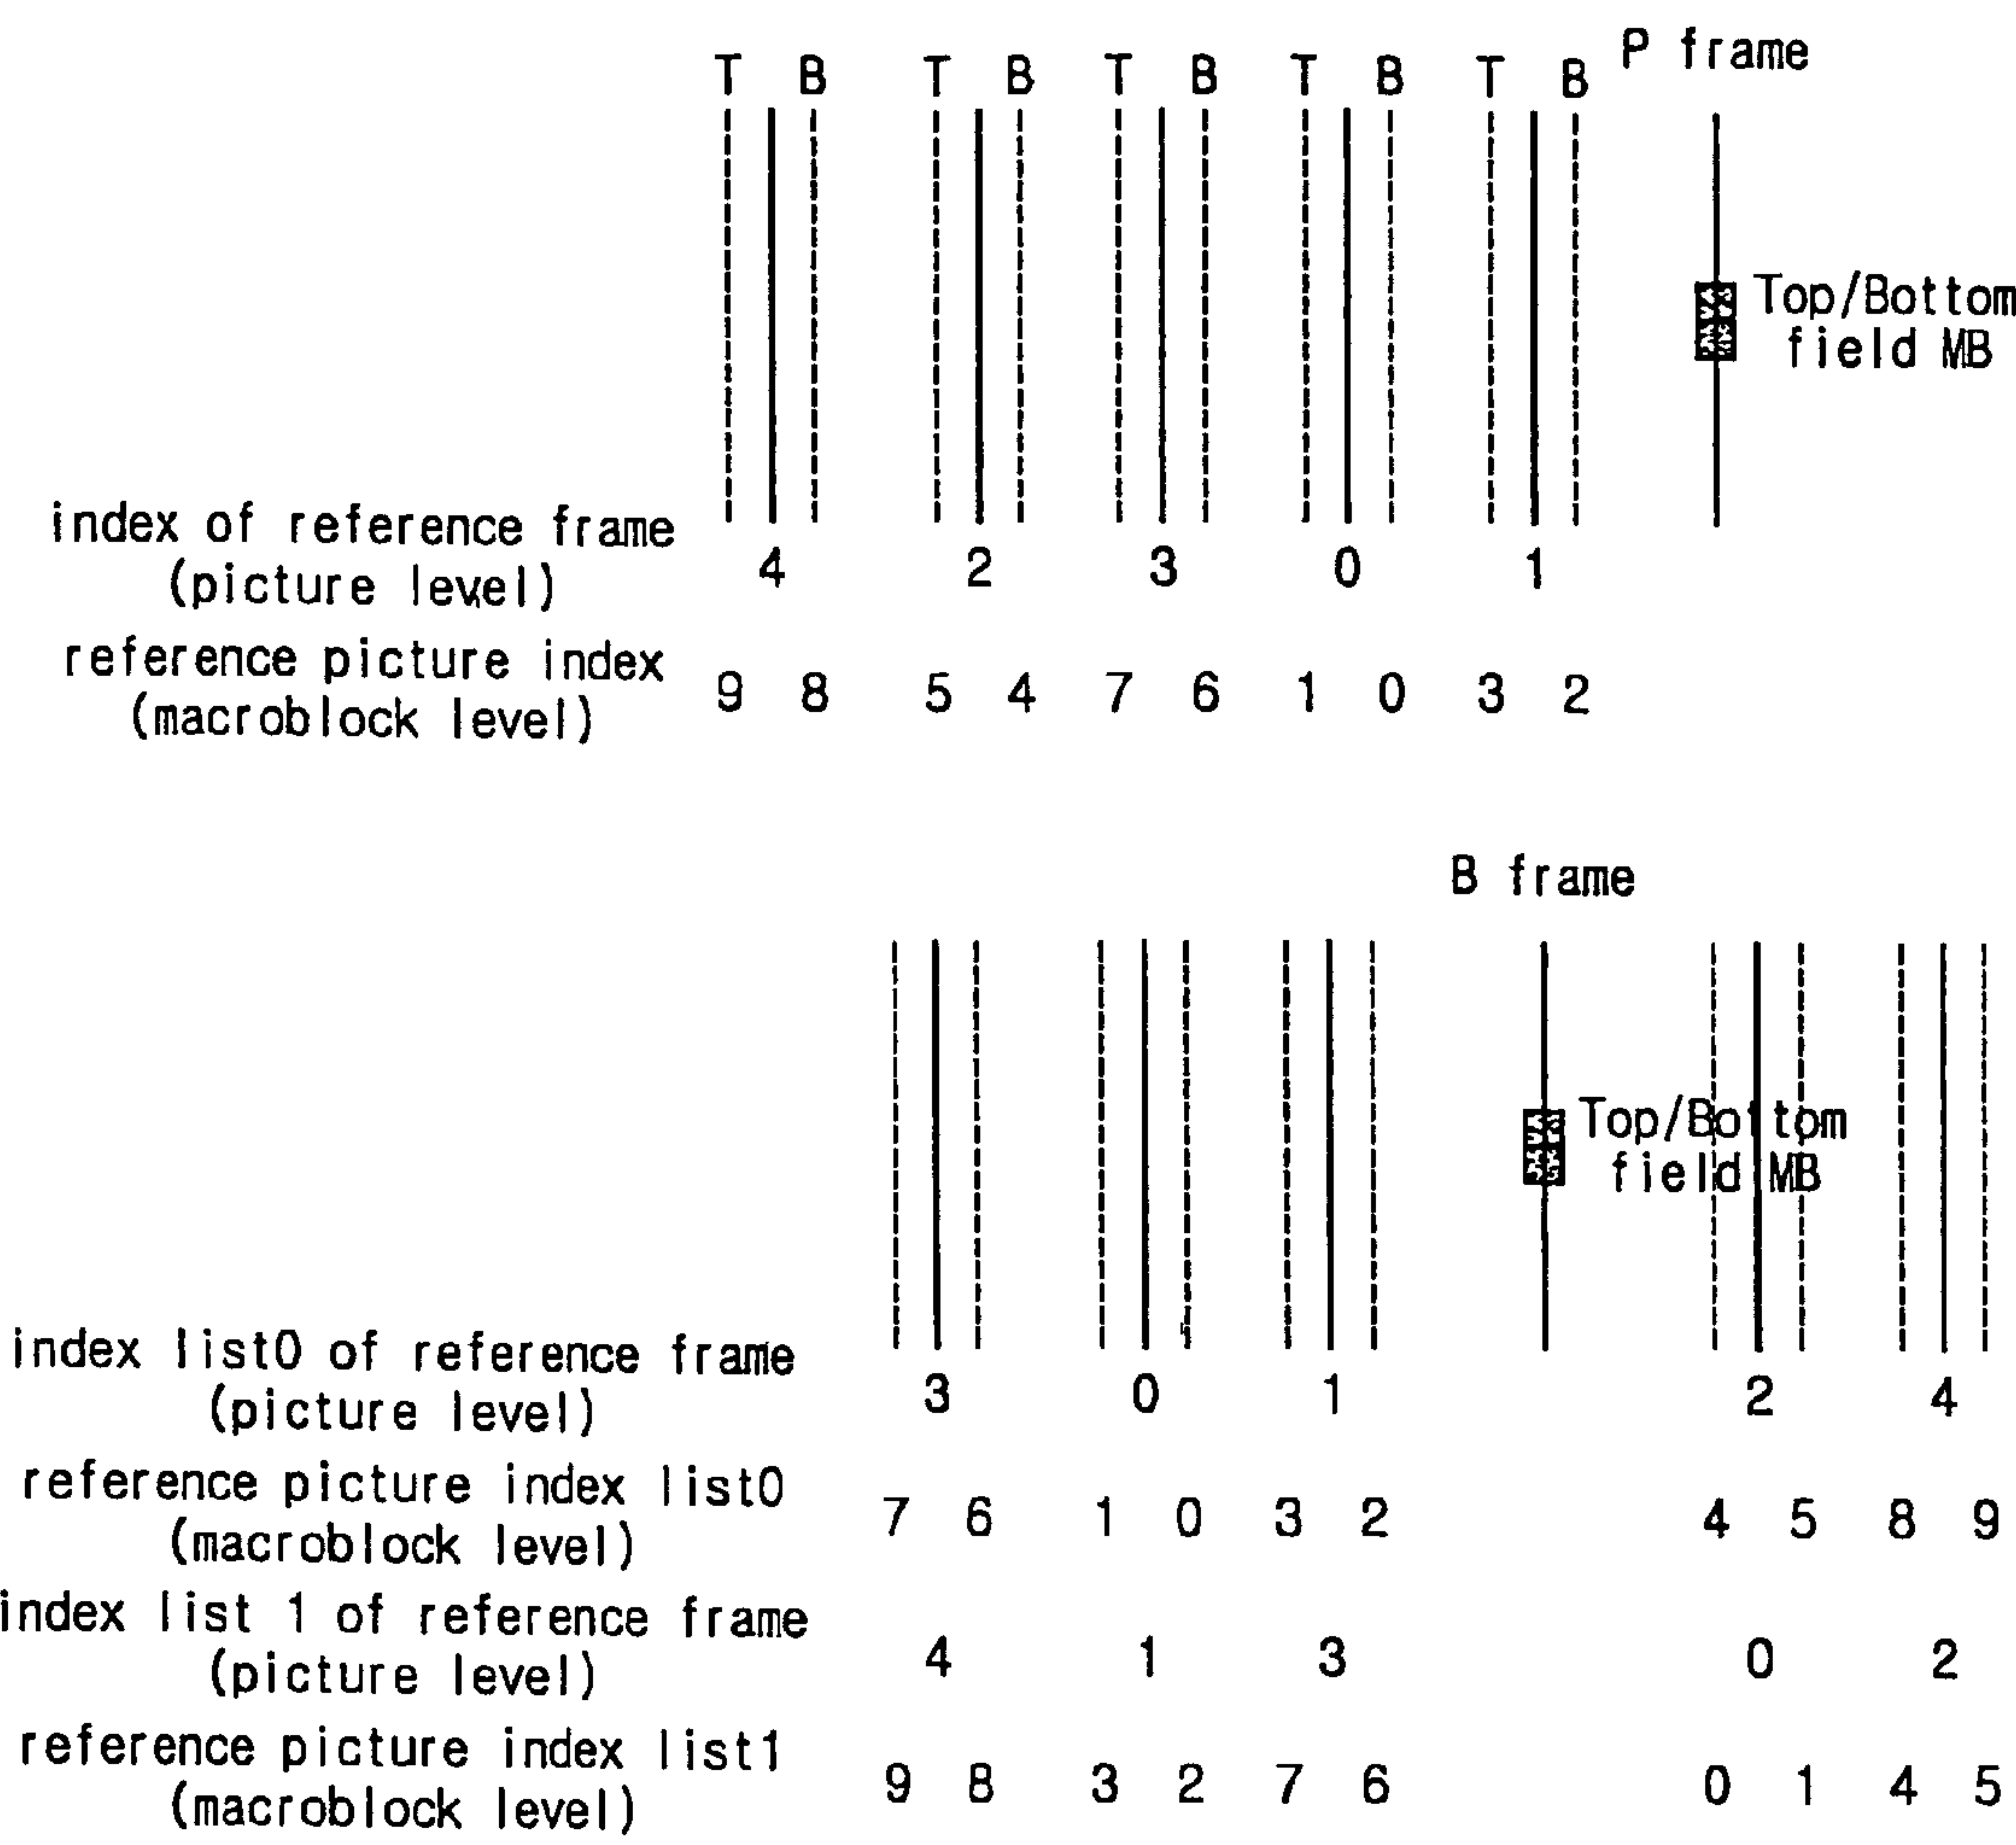 P frame
T B T B T B T B T B
Top/Bottom
field MB
index of reference frame
(picture level)
4 2 3 0 1
reference picture index
(macroblock level)
9 8 5 4 7 6 1 0 3 2
B frame
Top/Bottom
field MB
index list0 of reference frame
(picture level)
3 0 1 2 4
reference picture index list0
(macroblock level)
7 6 1 0 3 2 4 5 8 9
index list 1 of reference frame
(picture level)
4 1 3 0 2
reference picture index list1
(macroblock level)
9 8 3 2 7 6 0 1 4 5